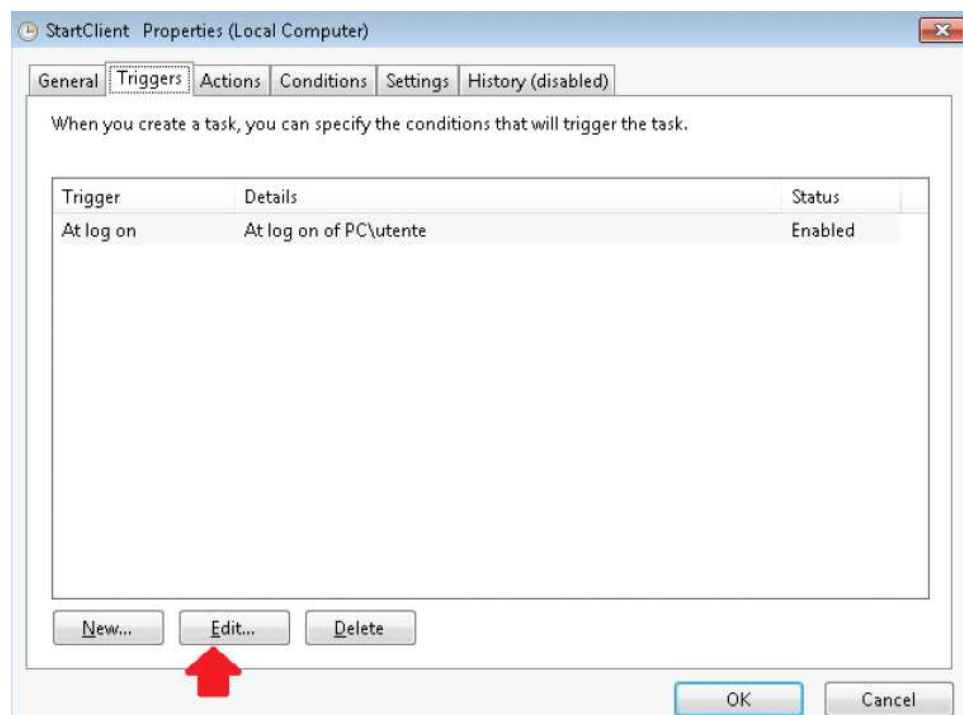 StartClient Properties (Local Computer)
General Triggers Actions Conditions Settings History (disabled)
When you create a task, you can specify the conditions that will trigger the task.
Trigger Details Status
At log on At log on of PC\utente Enabled
New... Edit... Delete
OK Cancel